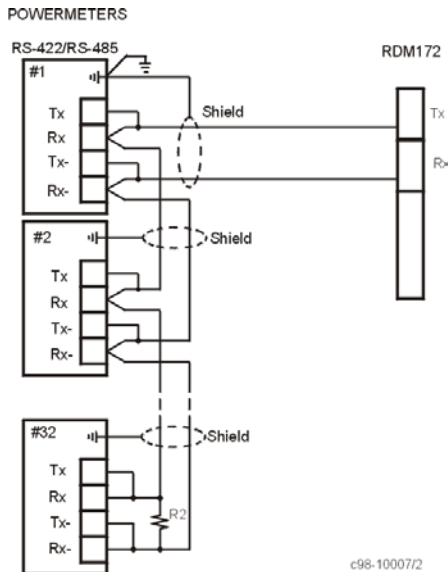 POWERMETERS
RS-422/RS-485
RDM172
#1
Tx
Rx
Tx-
Rx-
Shield
Tx
Rx
#2
Shield
Tx
Rx
Tx-
Rx-
#32
Shield
Tx
Rx
Tx-
Rx-
R2
c98-10007/2